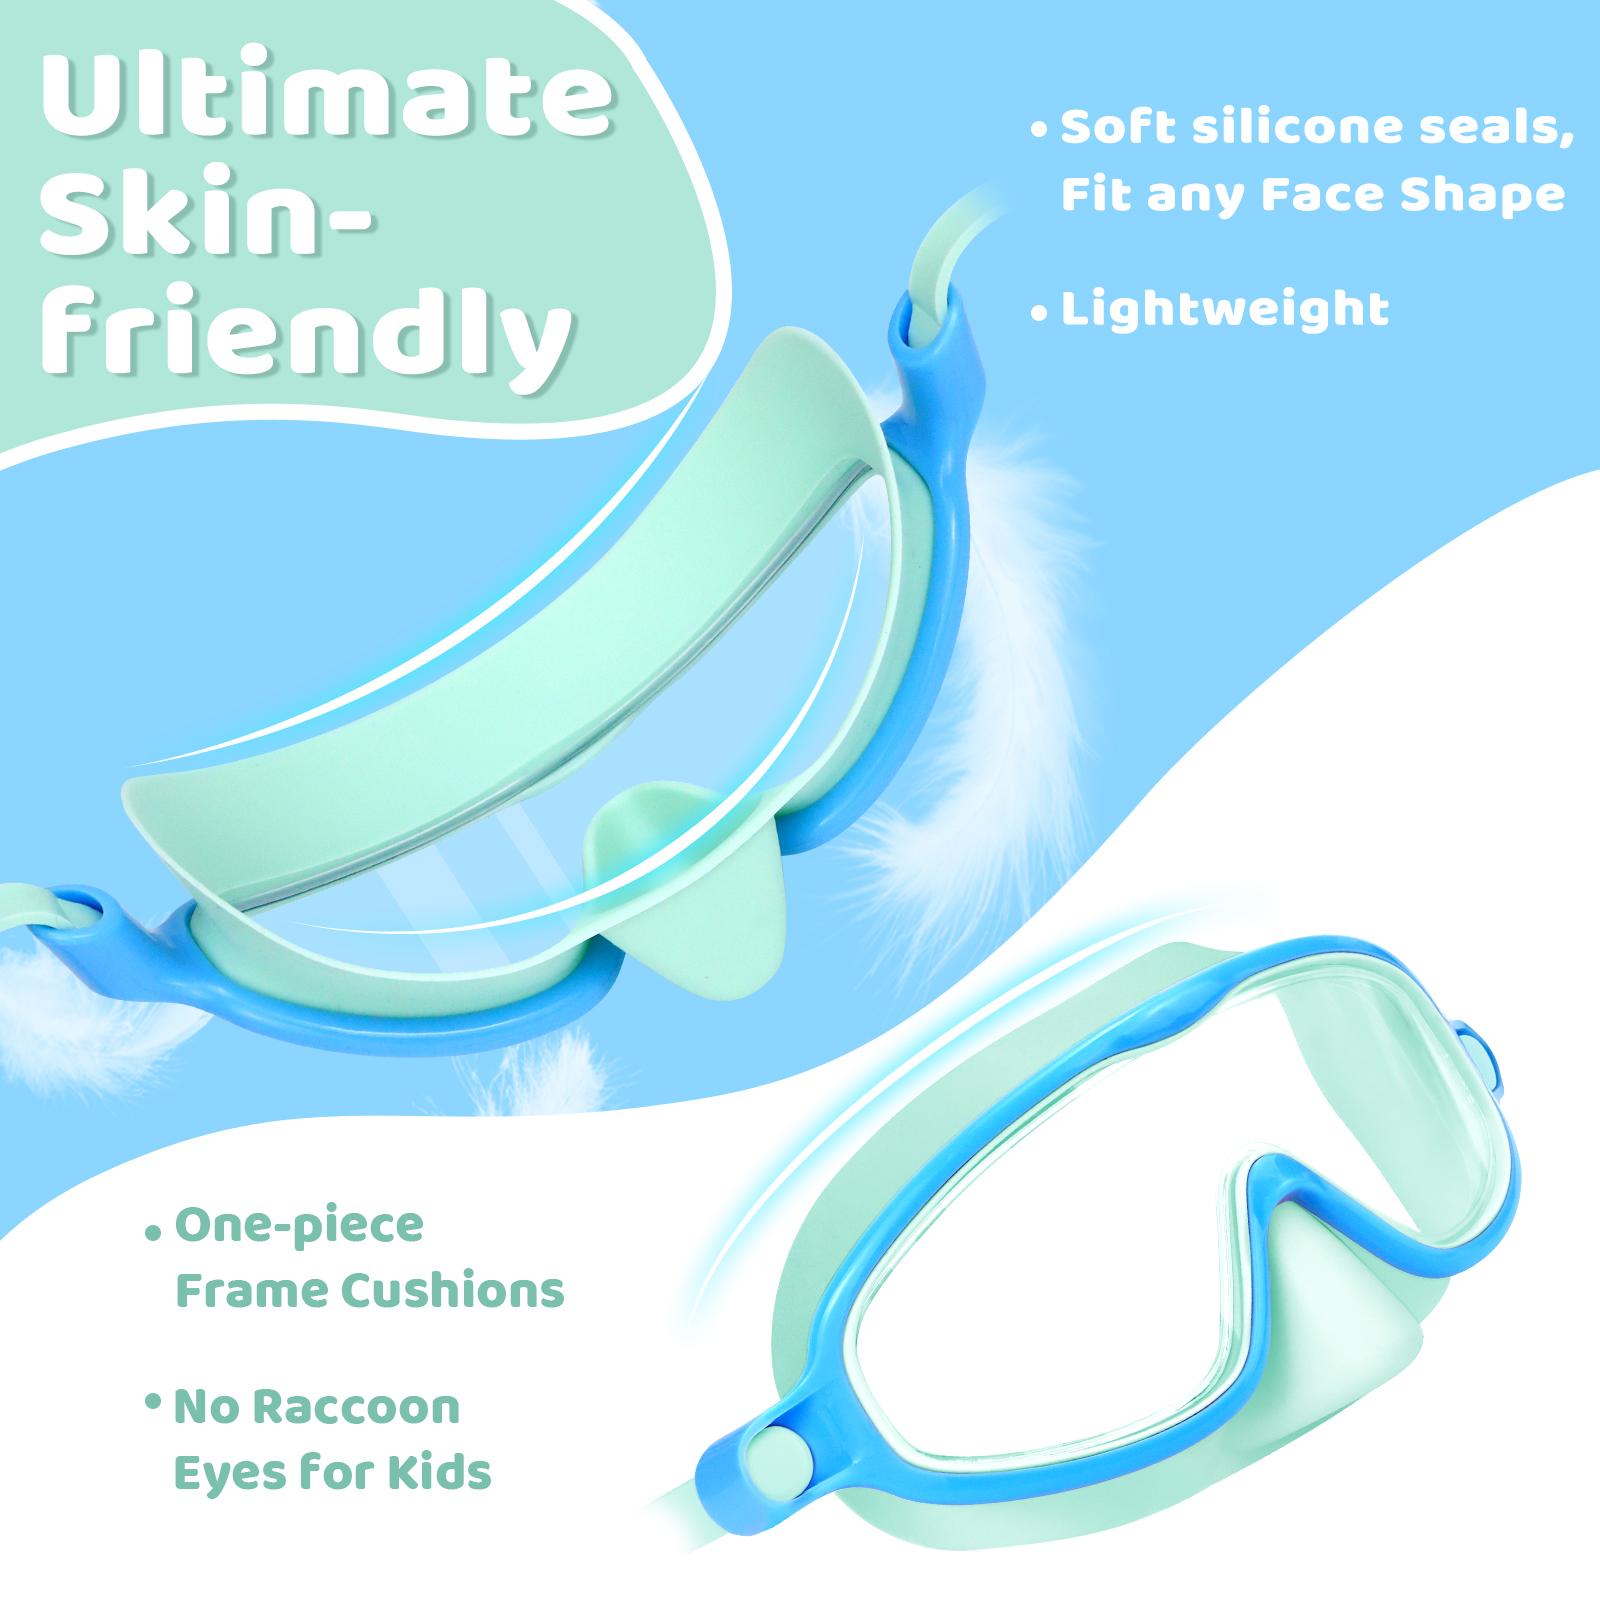 Ultimate
Skin-
friendly
• Soft silicone seals,
Fit any Face Shape
• Lightweight
• One-piece
Frame Cushions
• No Raccoon
Eyes for Kids